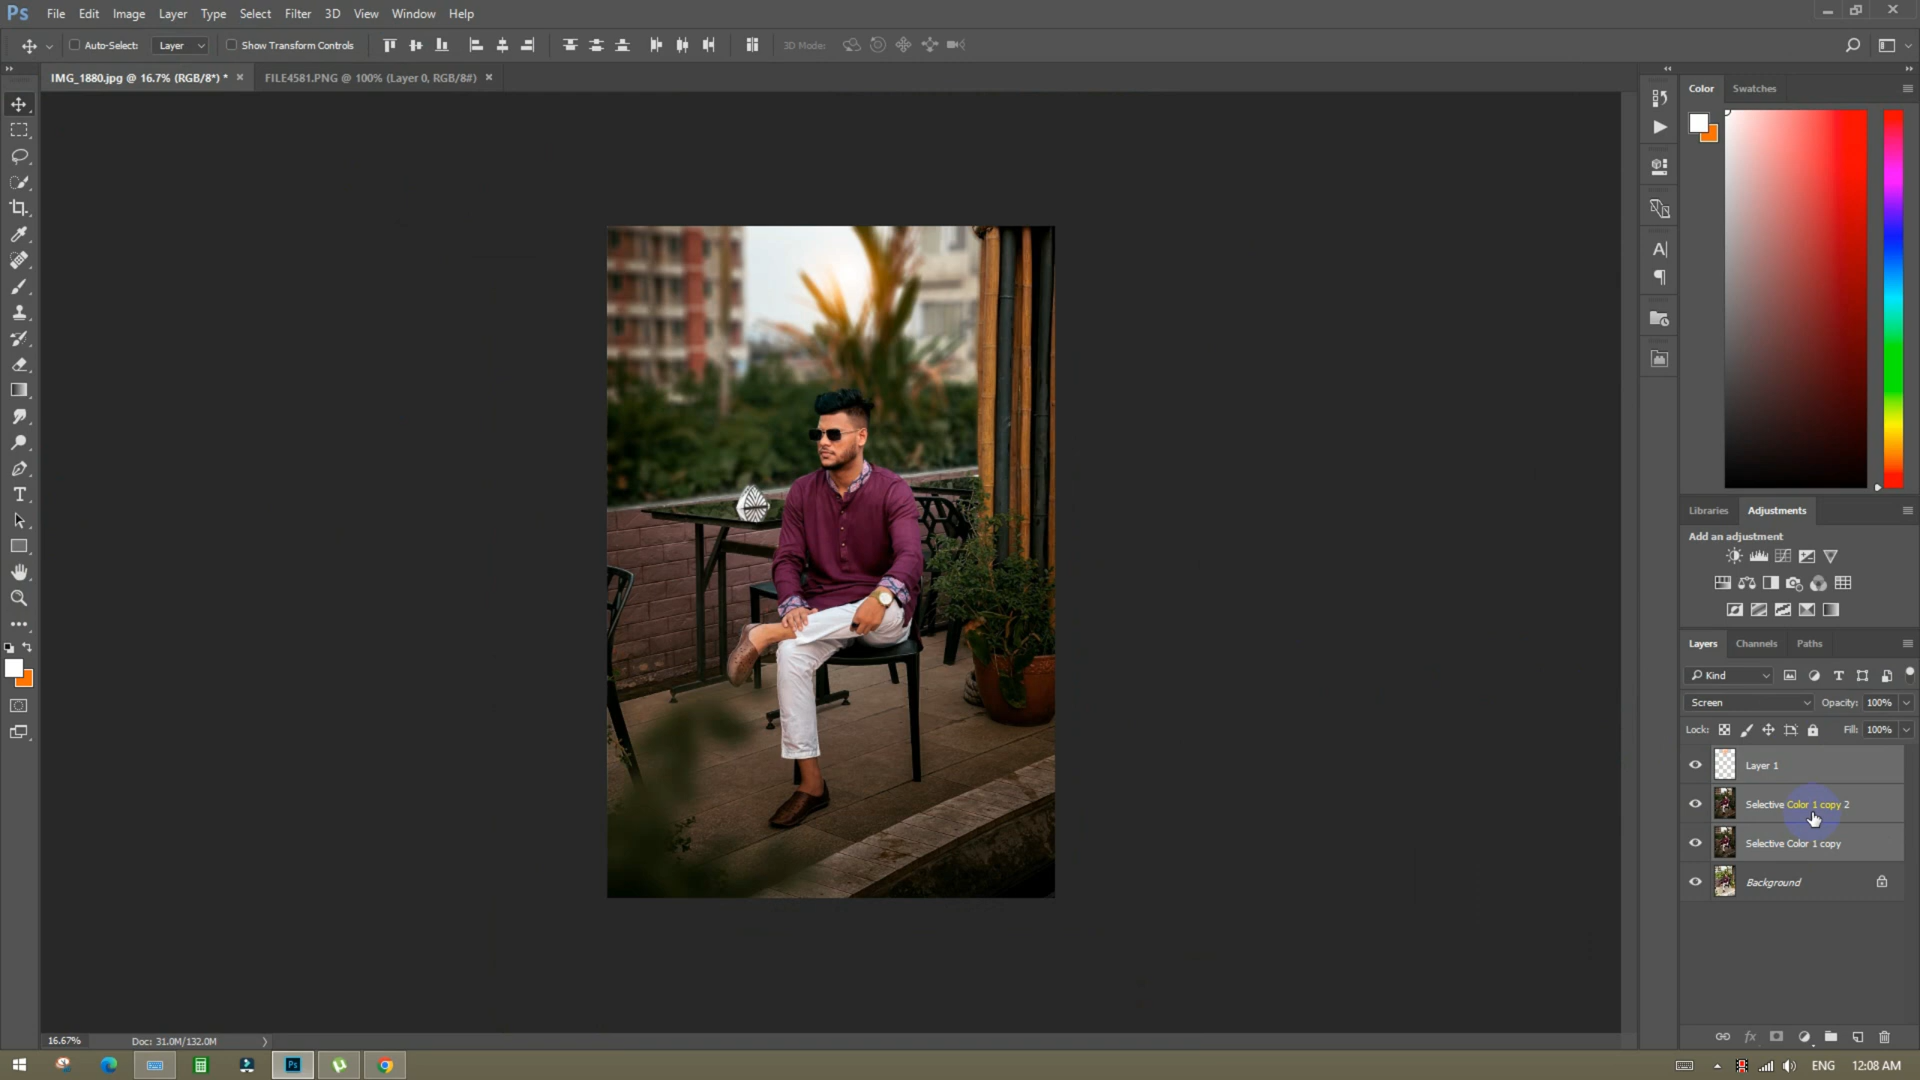 Ps File Edit Image Layer Type Select Filter 3D View Window Help
Auto-Select: Layer Show Transform Controls 3D Mode:
IMG_1880.jpg @ 16.7% (RGB/8*) * × FILE4581.PNG @ 100% (Layer 0, RGB/8#) ×
Color Swatches
Libraries Adjustments
Add an adjustment
Layers Channels Paths
Kind
Screen Opacity: 100%
Lock: Fill: 100%
Layer 1
Selective Color 1 copy 2
Selective Color 1 copy
Background
fx
16.67% Doc: 31.0M/132.0M
Ps ENG 12:08 AM